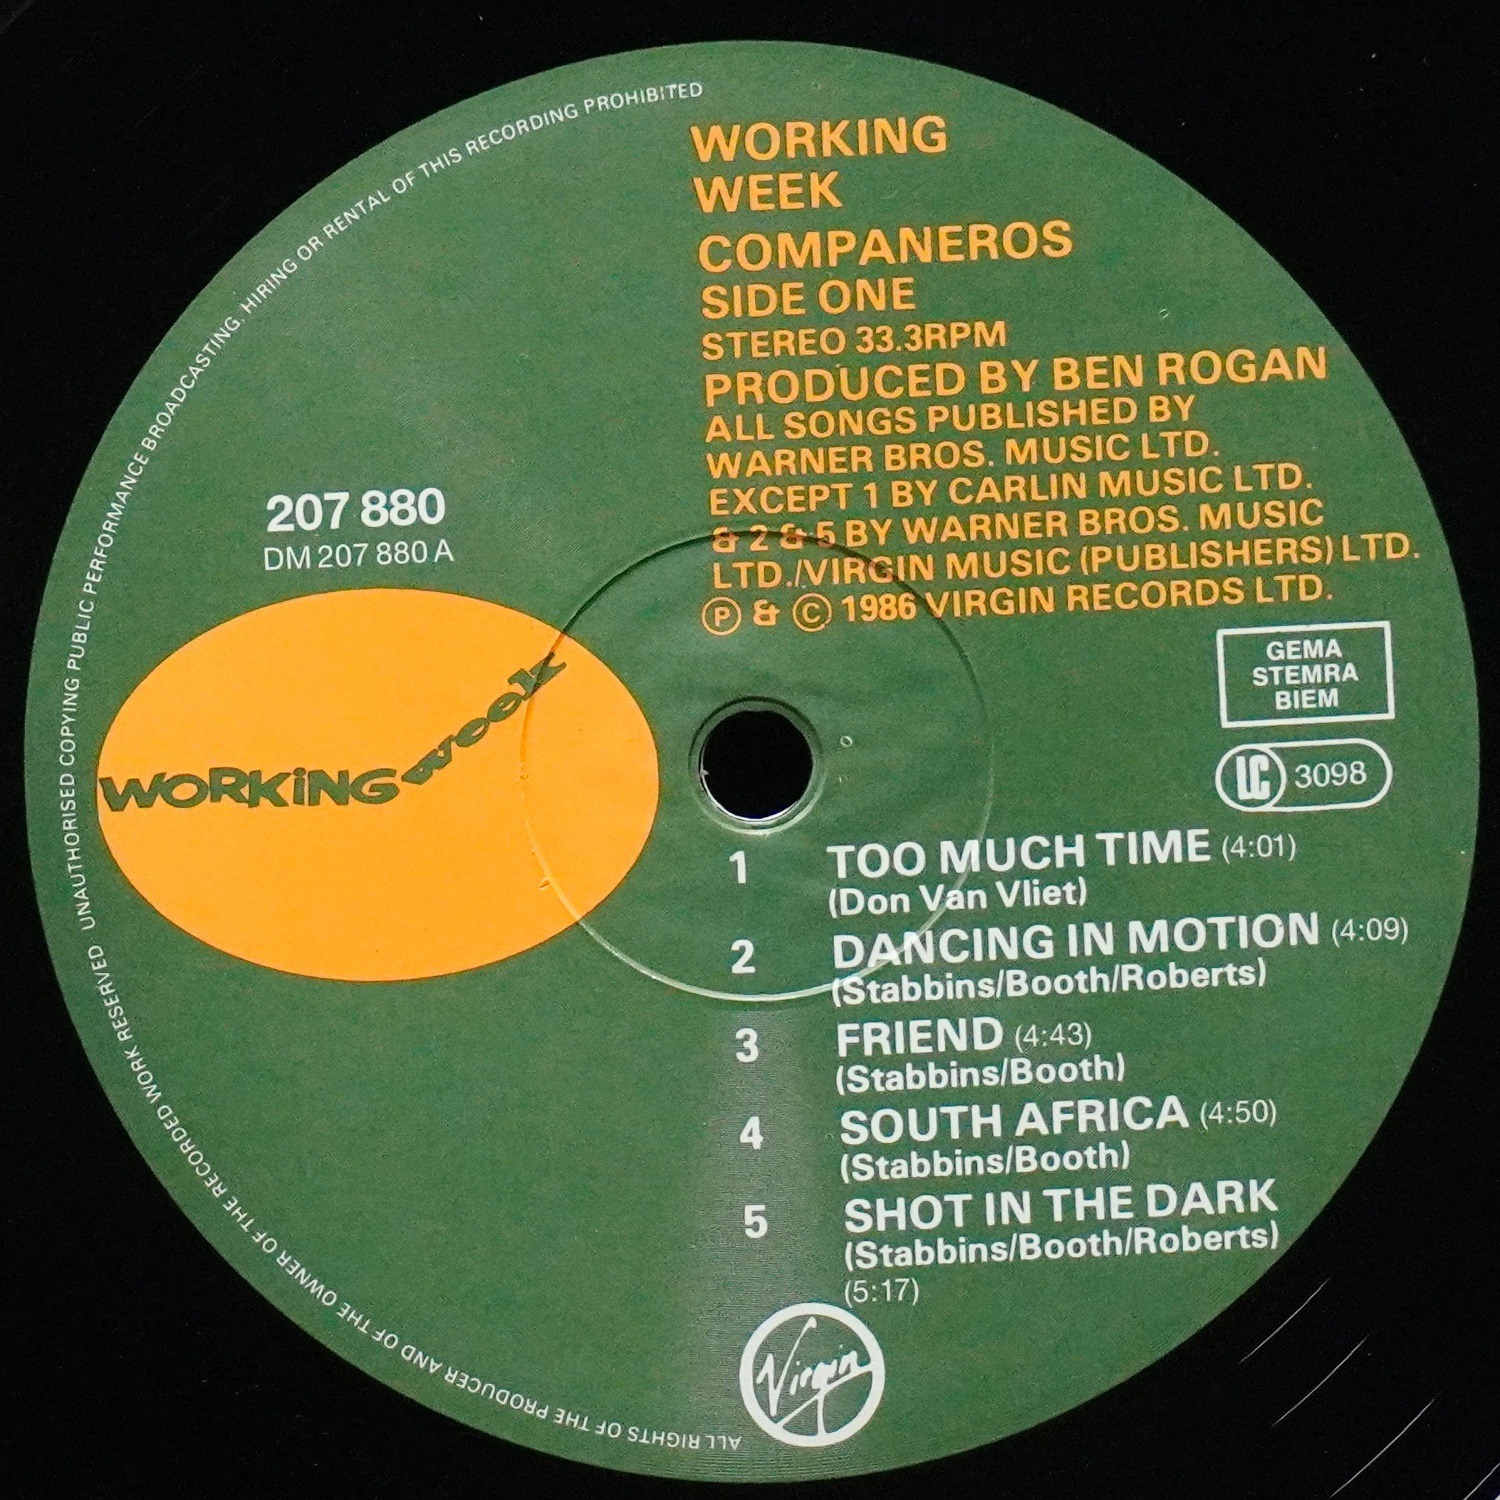 WORKING
WEEK
COMPANEROS
SIDE ONE
STEREO 33.3RPM
PRODUCED BY BEN ROGAN
ALL SONGS PUBLISHED BY
WARNER BROS. MUSIC LTD.
EXCEPT 1 BY CARLIN MUSIC LTD.
& 2 & 5 BY WARNER BROS. MUSIC
LTD./VIRGIN MUSIC (PUBLISHERS) LTD.
Ⓟ & © 1986 VIRGIN RECORDS LTD.
207 880
DM 207 880 A
WORKiNG week
GEMA
STEMRA
BIEM
LC 3098
1 TOO MUCH TIME (4:01)
(Don Van Vliet)
2 DANCING IN MOTION (4:09)
(Stabbins/Booth/Roberts)
3 FRIEND (4:43)
(Stabbins/Booth)
4 SOUTH AFRICA (4:50)
(Stabbins/Booth)
5 SHOT IN THE DARK
(Stabbins/Booth/Roberts)
(5:17)
Virgin
ALL RIGHTS OF THE PRODUCER AND OF THE OWNER OF THE RECORDED WORK RESERVED UNAUTHORISED COPYING PUBLIC PERFORMANCE BROADCASTING. HIRING OR RENTAL OF THIS RECORDING PROHIBITED